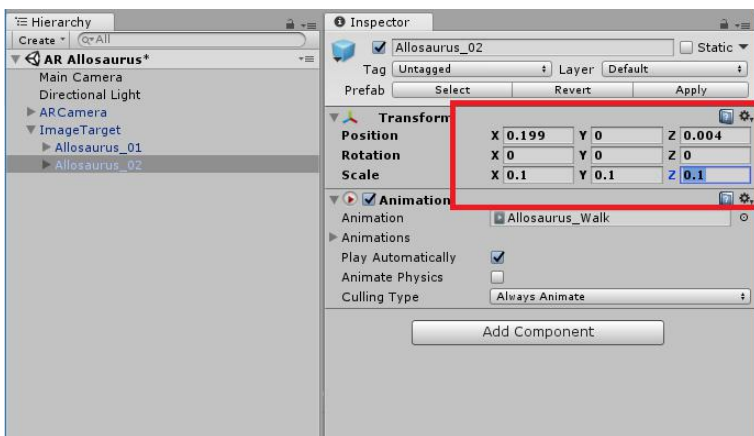 Hierarchy
Create
All
AR Allosaurus*
Main Camera
Directional Light
ARCamera
ImageTarget
Allosaurus_01
Allosaurus_02
Inspector
Allosaurus_02 Static
Tag Untagged Layer Default
Prefab Select Revert Apply
Transform
Position X 0.199 Y 0 Z 0.004
Rotation X 0 Y 0 Z 0
Scale X 0.1 Y 0.1 Z 0.1
Animation
Animation Allosaurus_Walk
Animations
Play Automatically
Animate Physics
Culling Type Always Animate
Add Component